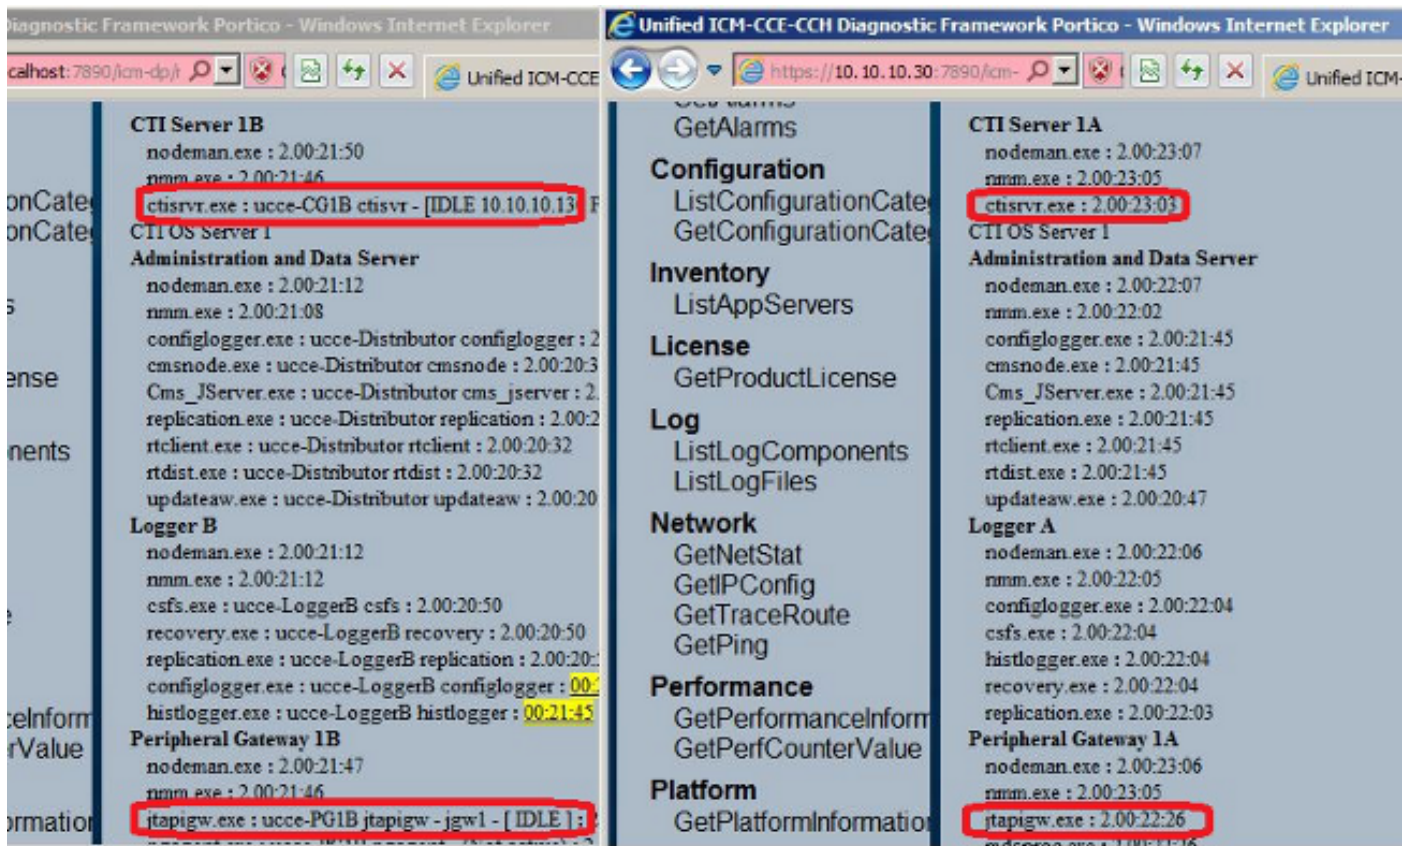 Diagnostic Framework Portico - Windows Internet Explorer
calhost:7890/icm-dp/r
Unified ICM-CCE
onCate
onCate
ense
nents
ceInform
rValue
ormation
CTI Server 1B
nodeman.exe : 2.00:21:50
nmm.exe : 2.00:21:46
ctisrvr.exe : ucce-CG1B ctisvr - [IDLE 10.10.10.13
CTI OS Server 1
Administration and Data Server
nodeman.exe : 2.00:21:12
nmm.exe : 2.00:21:08
configlogger.exe : ucce-Distributor configlogger : 2
cmsnode.exe : ucce-Distributor cmsnode : 2.00:20:3
Cms_JServer.exe : ucce-Distributor cms_jserver : 2.
replication.exe : ucce-Distributor replication : 2.00:2
rtclient.exe : ucce-Distributor rtclient : 2.00:20:32
rtdist.exe : ucce-Distributor rtdist : 2.00:20:32
updateaw.exe : ucce-Distributor updateaw : 2.00:20
Logger B
nodeman.exe : 2.00:21:12
nmm.exe : 2.00:21:12
csfs.exe : ucce-LoggerB csfs : 2.00:20:50
recovery.exe : ucce-LoggerB recovery : 2.00:20:50
replication.exe : ucce-LoggerB replication : 2.00:20:
configlogger.exe : ucce-LoggerB configlogger : 00:
histlogger.exe : ucce-LoggerB histlogger : 00:21:45
Peripheral Gateway 1B
nodeman.exe : 2.00:21:47
nmm.exe : 2.00:21:46
jtapigw.exe : ucce-PG1B jtapigw - jgw1 - [ IDLE ] :
Unified ICM-CCE-CCH Diagnostic Framework Portico - Windows Internet Explorer
https://10.10.10.30:7890/icm-
Unified ICM-
GetAlarms
Configuration
ListConfigurationCate
GetConfigurationCate
Inventory
ListAppServers
License
GetProductLicense
Log
ListLogComponents
ListLogFiles
Network
GetNetStat
GetIPConfig
GetTraceRoute
GetPing
Performance
GetPerformanceInform
GetPerfCounterValue
Platform
GetPlatformInformation
CTI Server 1A
nodeman.exe : 2.00:23:07
nmm.exe : 2.00:23:05
ctisrvr.exe : 2.00:23:03
CTI OS Server 1
Administration and Data Server
nodeman.exe : 2.00:22:07
nmm.exe : 2.00:22:02
configlogger.exe : 2.00:21:45
cmsnode.exe : 2.00:21:45
Cms_JServer.exe : 2.00:21:45
replication.exe : 2.00:21:45
rtclient.exe : 2.00:21:45
rtdist.exe : 2.00:21:45
updateaw.exe : 2.00:20:47
Logger A
nodeman.exe : 2.00:22:06
nmm.exe : 2.00:22:05
configlogger.exe : 2.00:22:04
csfs.exe : 2.00:22:04
histlogger.exe : 2.00:22:04
recovery.exe : 2.00:22:04
replication.exe : 2.00:22:03
Peripheral Gateway 1A
nodeman.exe : 2.00:23:06
nmm.exe : 2.00:23:05
jtapigw.exe : 2.00:22:26